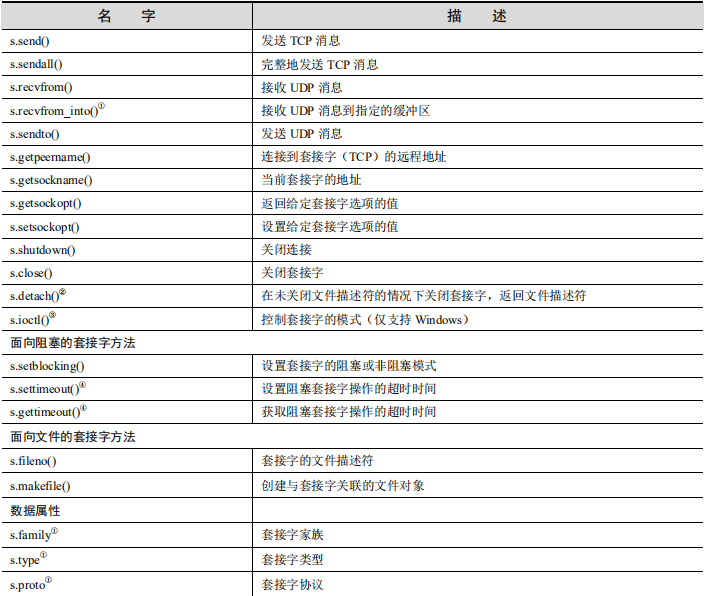 名 字 描 述
s.send() 发送 TCP 消息
s.sendall() 完整地发送 TCP 消息
s.recvfrom() 接收 UDP 消息
s.recvfrom_into()① 接收 UDP 消息到指定的缓冲区
s.sendto() 发送 UDP 消息
s.getpeername() 连接到套接字（TCP）的远程地址
s.getsockname() 当前套接字的地址
s.getsockopt() 返回给定套接字选项的值
s.setsockopt() 设置给定套接字选项的值
s.shutdown() 关闭连接
s.close() 关闭套接字
s.detach()② 在未关闭文件描述符的情况下关闭套接字，返回文件描述符
s.ioctl()③ 控制套接字的模式（仅支持 Windows）
面向阻塞的套接字方法
s.setblocking() 设置套接字的阻塞或非阻塞模式
s.settimeout()④ 设置阻塞套接字操作的超时时间
s.gettimeout()④ 获取阻塞套接字操作的超时时间
面向文件的套接字方法
s.fileno() 套接字的文件描述符
s.makefile() 创建与套接字关联的文件对象
数据属性
s.family① 套接字家族
s.type① 套接字类型
s.proto① 套接字协议